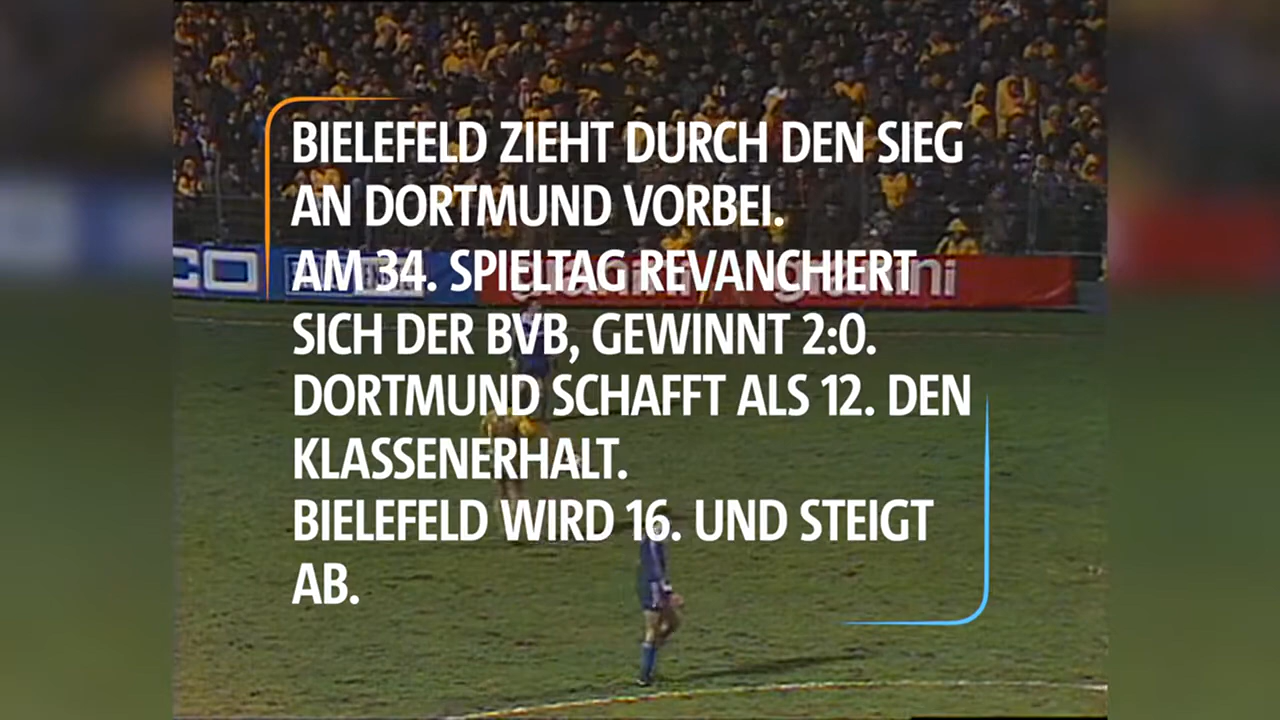 BIELEFELD ZIEHT DURCH DEN SIEG
AN DORTMUND VORBEI.
AM 34. SPIELTAG REVANCHIERT
SICH DER BVB, GEWINNT 2:0.
DORTMUND SCHAFFT ALS 12. DEN
KLASSENERHALT.
BIELEFELD WIRD 16. UND STEIGT
AB.